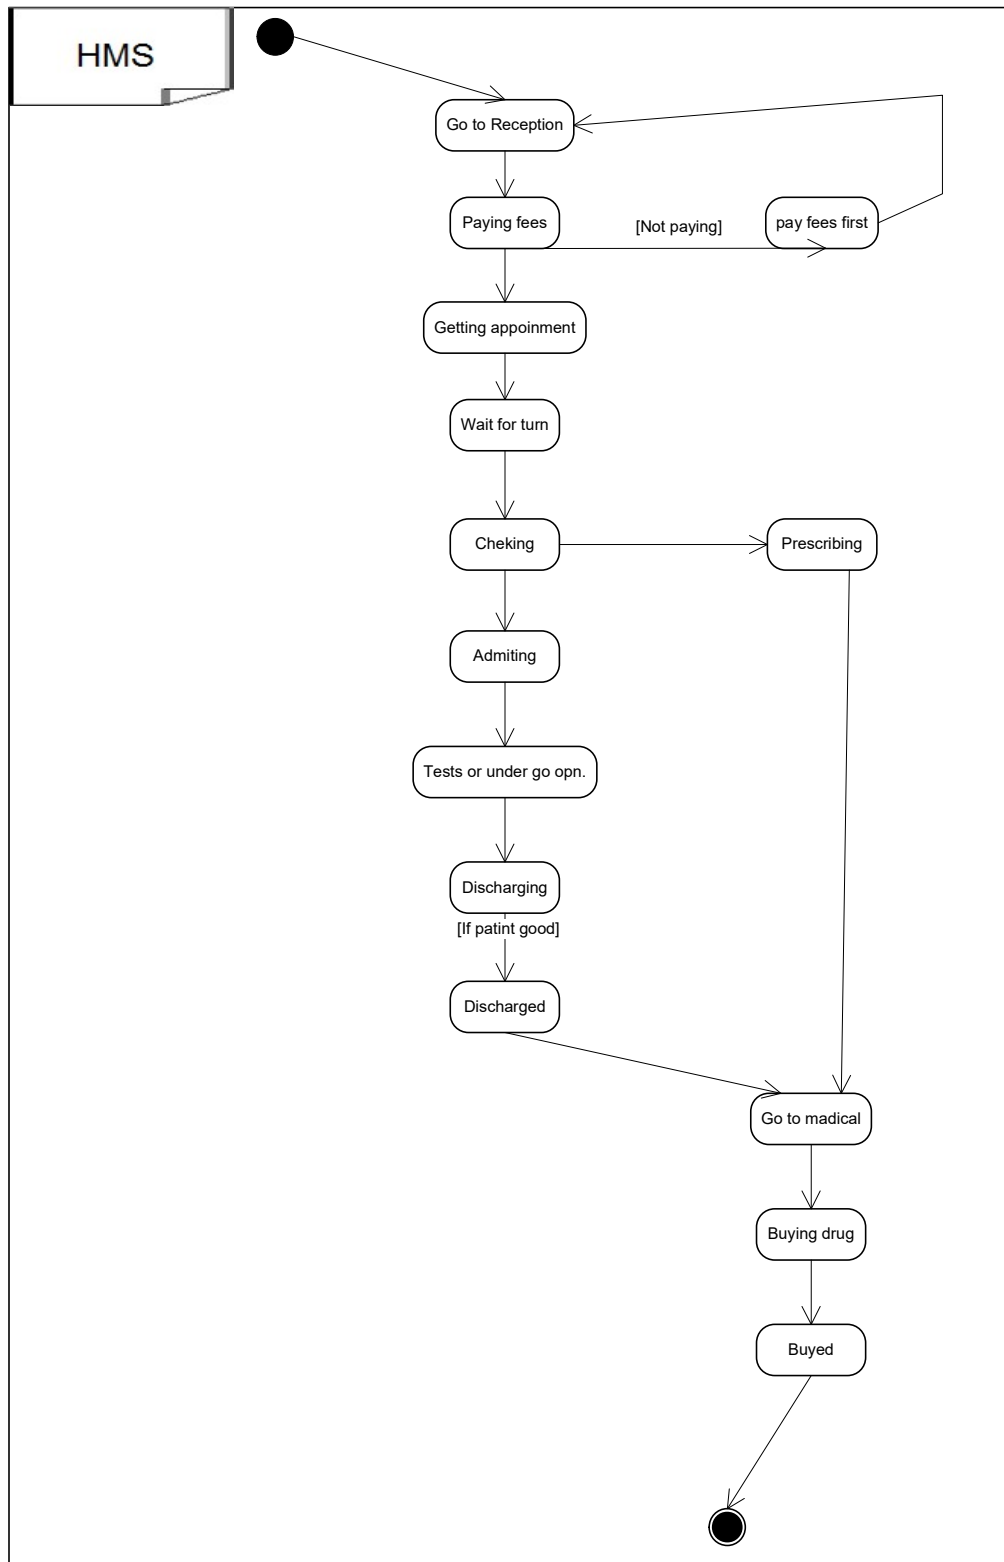 HMS
Go to Reception
Paying fees
[Not paying]
pay fees first
Getting appoinment
Wait for turn
Cheking
Prescribing
Admiting
Tests or under go opn.
Discharging
[If patint good]
Discharged
Go to madical
Buying drug
Buyed